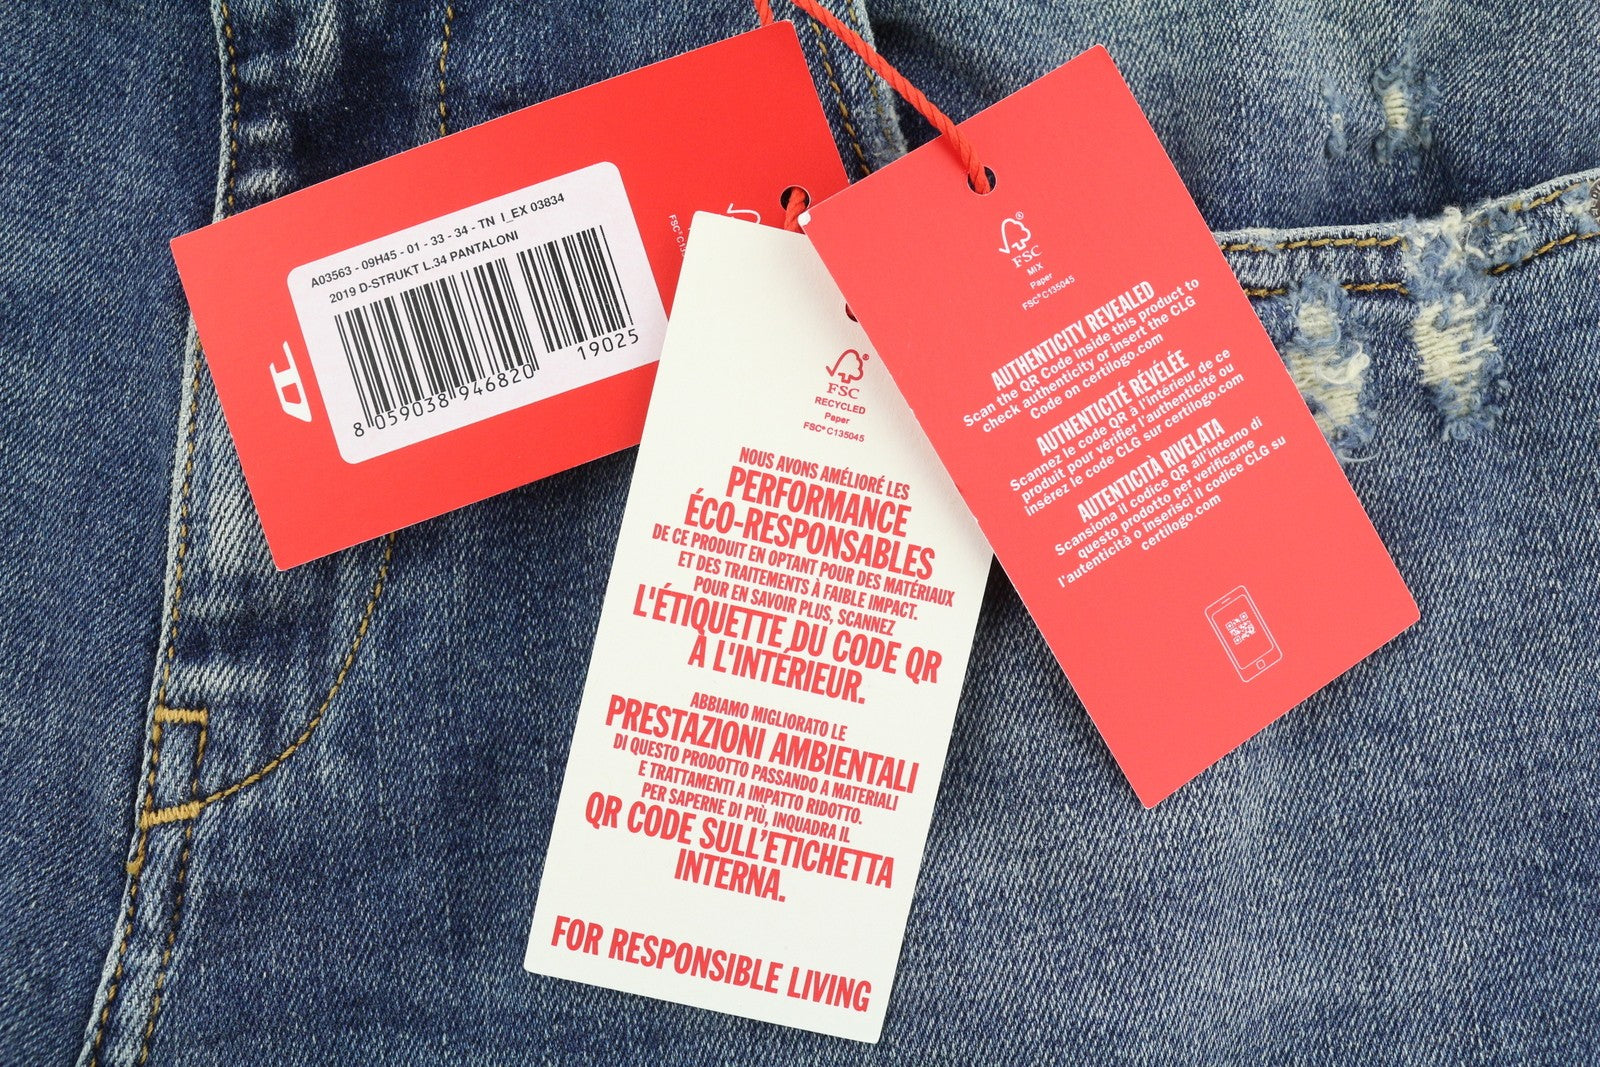 A03563 - 09H45 - 01 - 33 - 34 - TN I_EX 03834
2019 D-STRUKT L.34 PANTALONI
8 059038 946820
19025
D
FSC® C13
FSC
RECYCLED
Paper
FSC® C135045
NOUS AVONS AMÉLIORÉ LES
PERFORMANCE
ÉCO-RESPONSABLES
DE CE PRODUIT EN OPTANT POUR DES MATÉRIAUX
ET DES TRAITEMENTS À FAIBLE IMPACT.
POUR EN SAVOIR PLUS, SCANNEZ
L'ÉTIQUETTE DU CODE QR
À L'INTÉRIEUR.
ABBIAMO MIGLIORATO LE
PRESTAZIONI AMBIENTALI
DI QUESTO PRODOTTO PASSANDO A MATERIALI
E TRATTAMENTI A IMPATTO RIDOTTO.
PER SAPERNE DI PIÙ, INQUADRA IL
QR CODE SULL'ETICHETTA
INTERNA.
FOR RESPONSIBLE LIVING
FSC
MIX
Paper
FSC® C135045
AUTHENTICITY REVEALED
Scan the QR Code inside this product to
check authenticity or insert the CLG
Code on certilogo.com
AUTHENTICITÉ RÉVÉLÉE
Scannez le code QR à l'intérieur de ce
produit pour vérifier l'authenticité ou
insérez le code CLG sur certilogo.com
AUTENTICITÀ RIVELATA
Scansiona il codice QR all'interno di
questo prodotto per verificarne
l'autenticità o inserisci il codice CLG su
certilogo.com